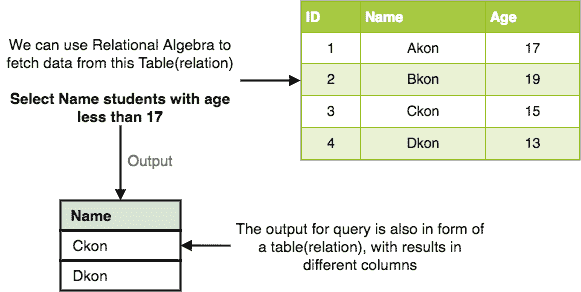 We can use Relational Algebra to
fetch data from this Table(relation)
Select Name students with age
less than 17
ID Name Age
1 Akon 17
2 Bkon 19
3 Ckon 15
4 Dkon 13
Output
Name
Ckon
Dkon
The output for query is also in form of
a table(relation), with results in
different columns